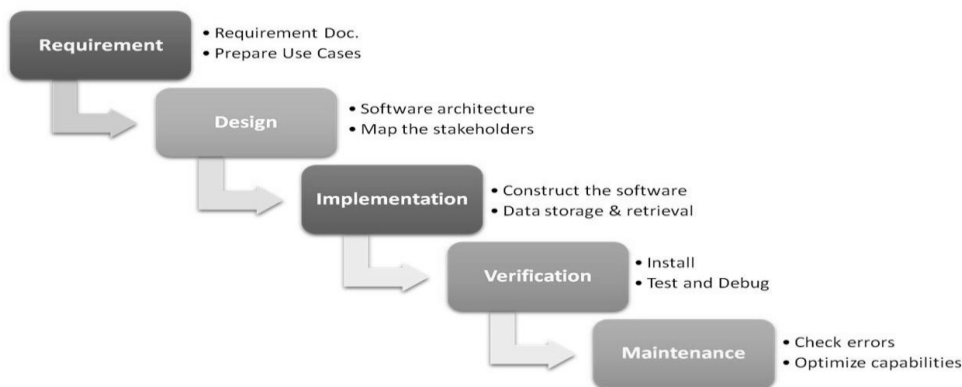 Requirement
• Requirement Doc.
• Prepare Use Cases
Design
• Software architecture
• Map the stakeholders
Implementation
• Construct the software
• Data storage & retrieval
Verification
• Install
• Test and Debug
Maintenance
• Check errors
• Optimize capabilities